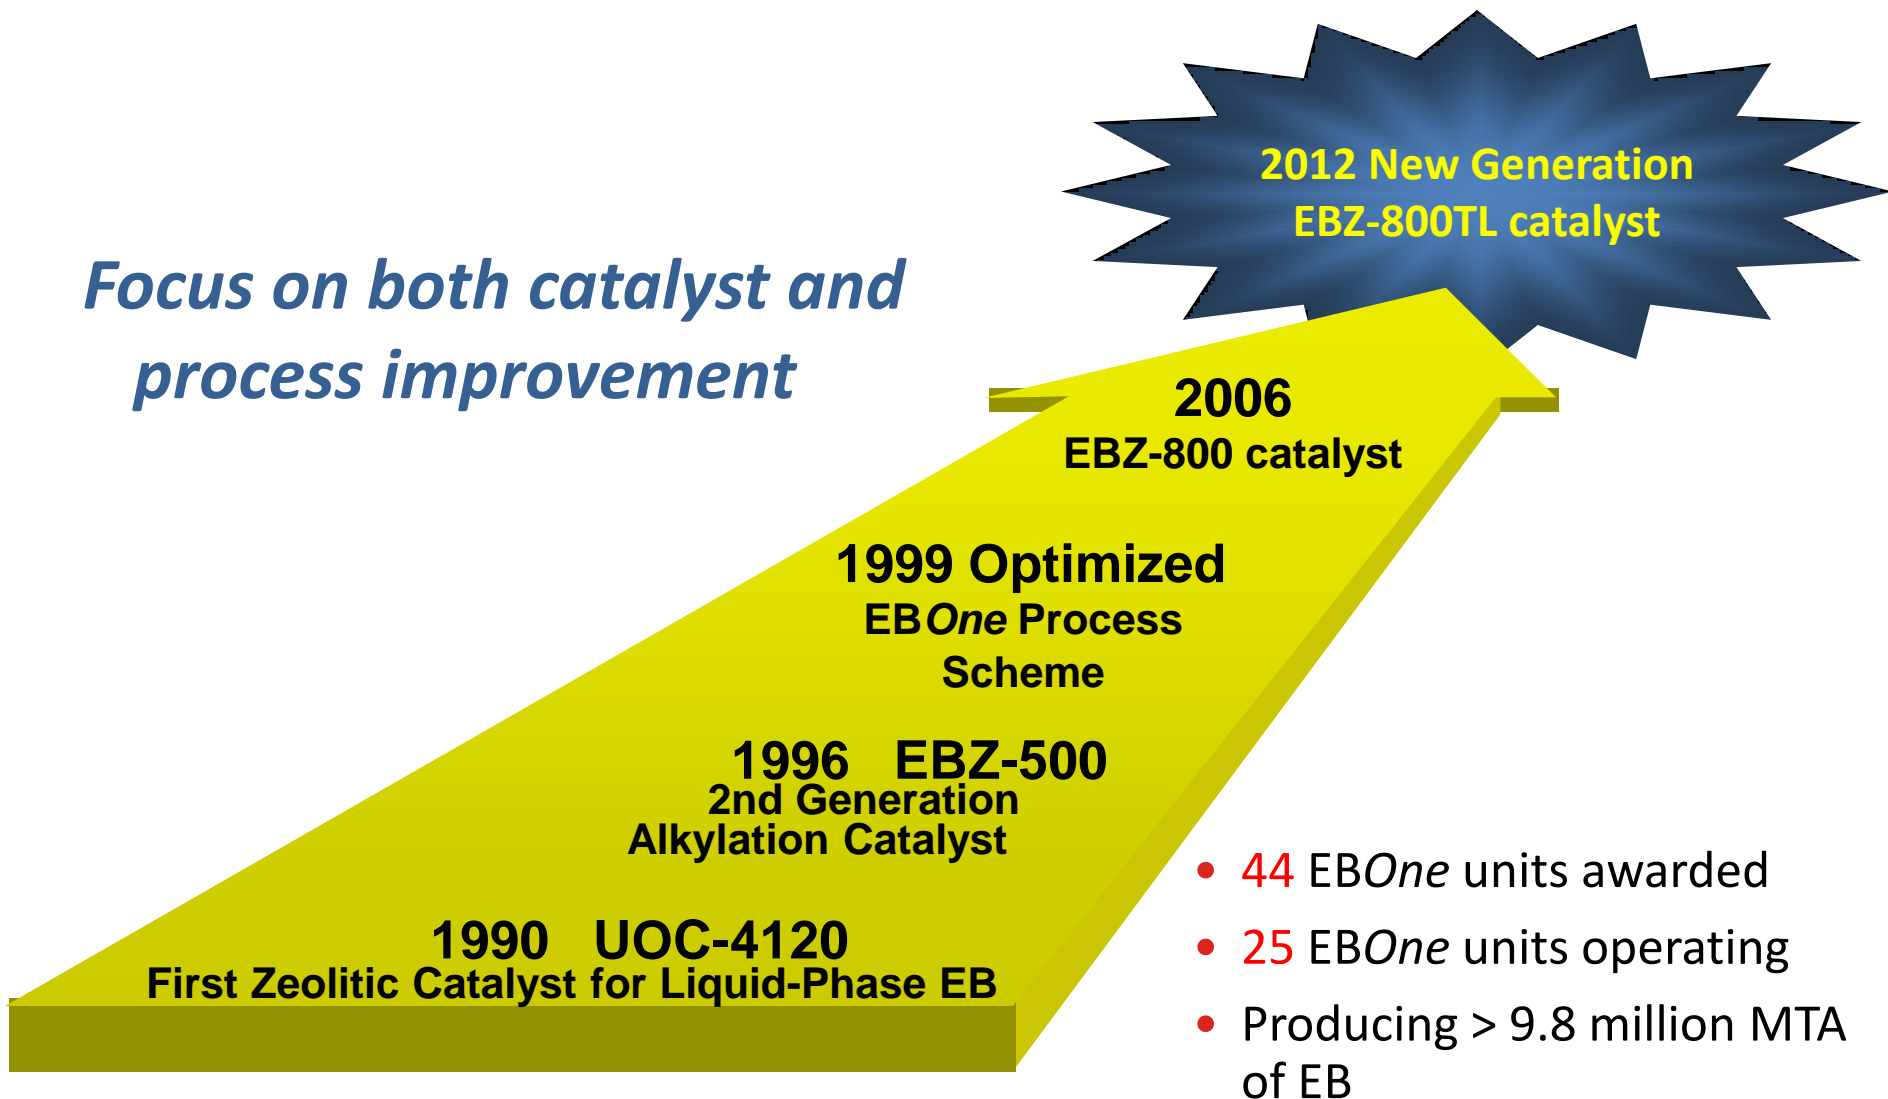 2012 New Generation
EBZ-800TL catalyst
Focus on both catalyst and
process improvement
2006
EBZ-800 catalyst
1999 Optimized
EBOne Process
Scheme
1996 EBZ-500
2nd Generation
Alkylation Catalyst
1990 UOC-4120
First Zeolitic Catalyst for Liquid-Phase EB
• 44 EBOne units awarded
• 25 EBOne units operating
• Producing > 9.8 million MTA
of EB